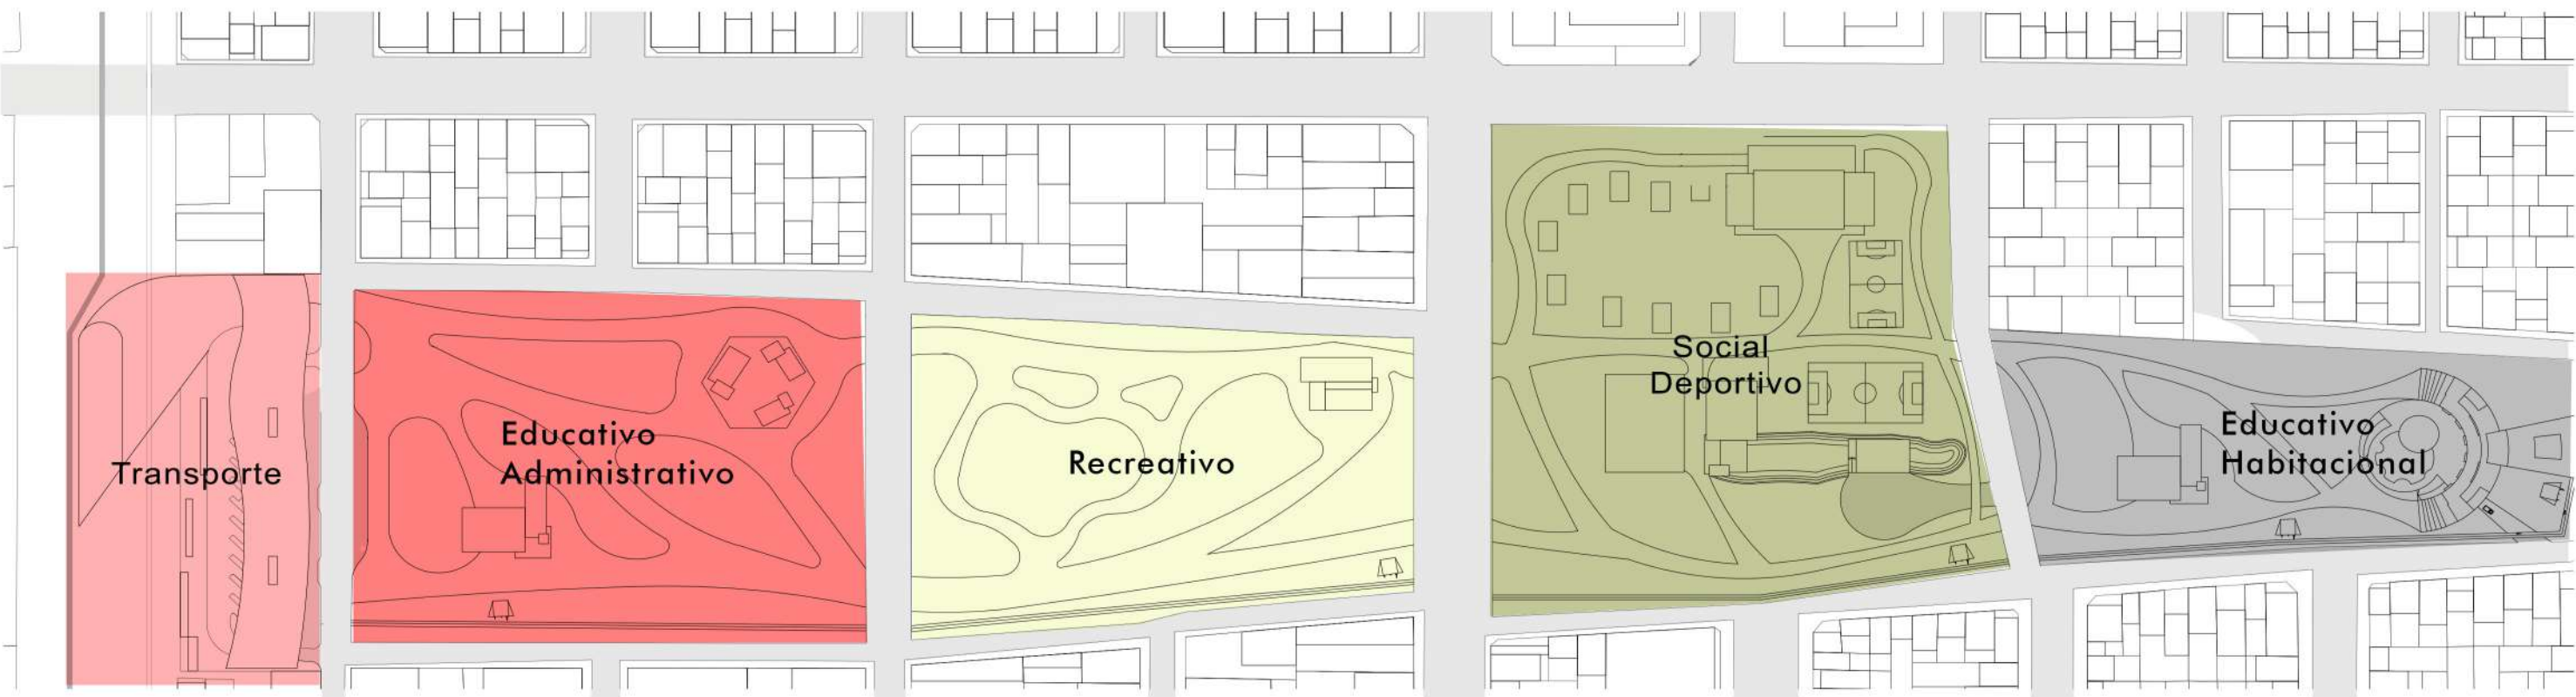 Transporte
Educativo
Administrativo
Recreativo
Social
Deportivo
Educativo
Habitacional